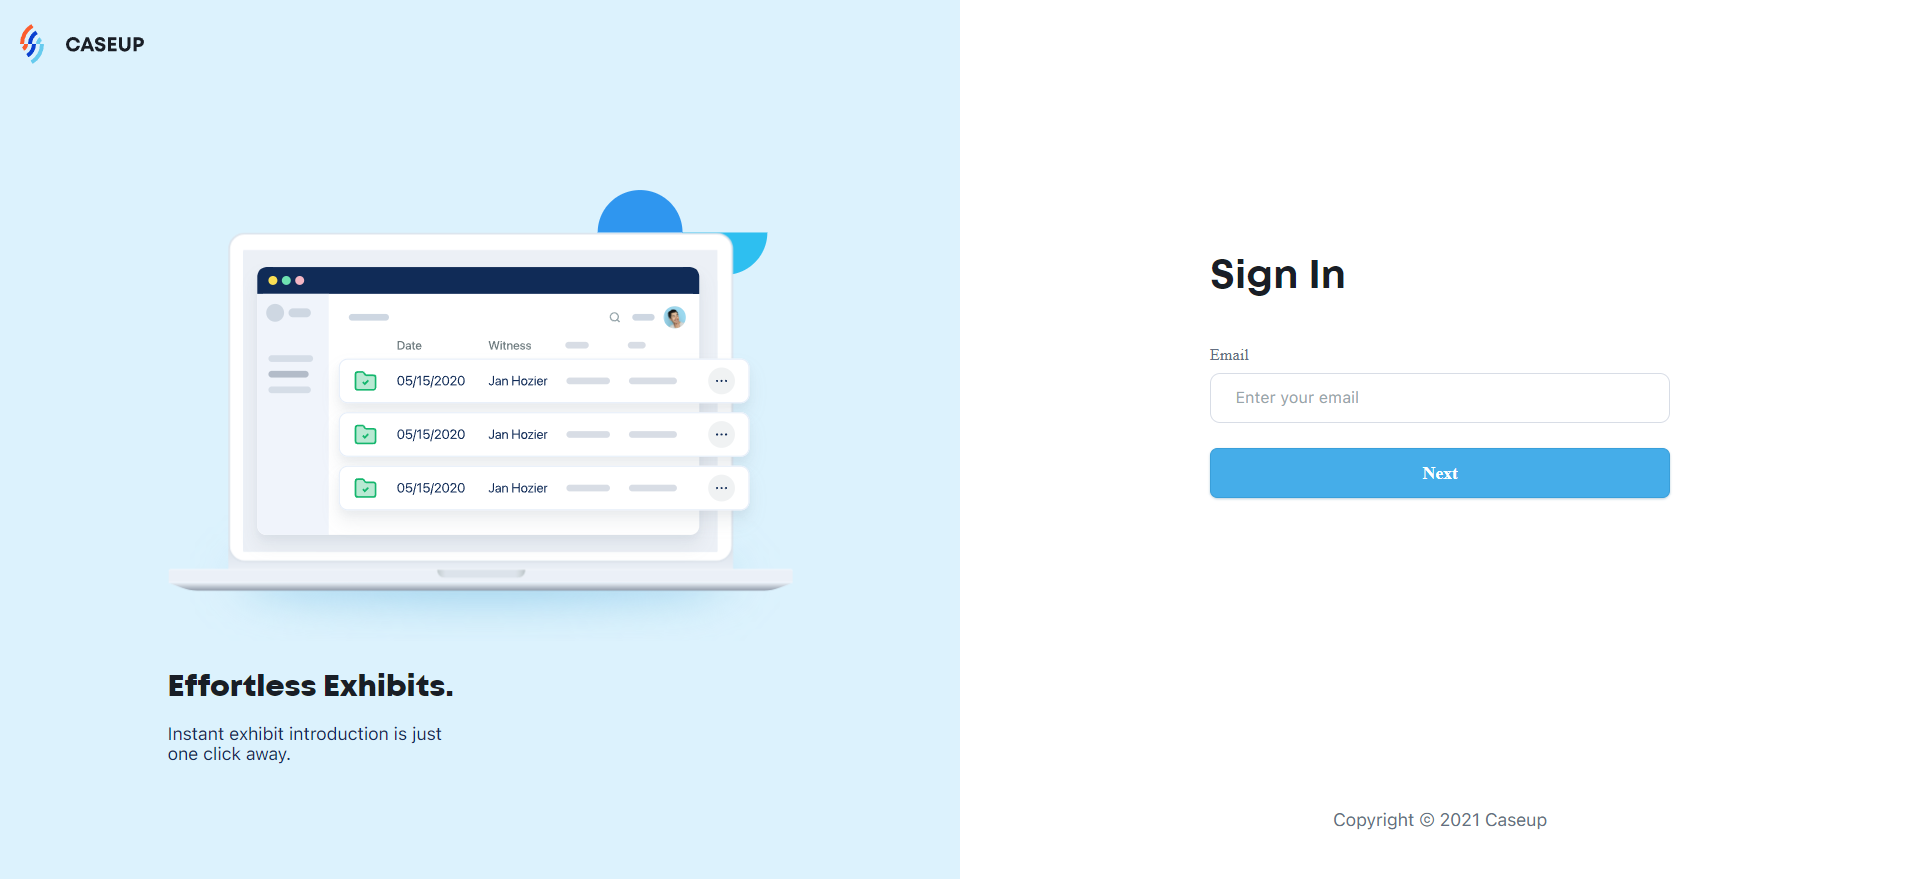 CASEUP
Date Witness
05/15/2020 Jan Hozier
05/15/2020 Jan Hozier
05/15/2020 Jan Hozier
Effortless Exhibits.
Instant exhibit introduction is just
one click away.
Sign In
Email
Enter your email
Next
Copyright © 2021 Caseup